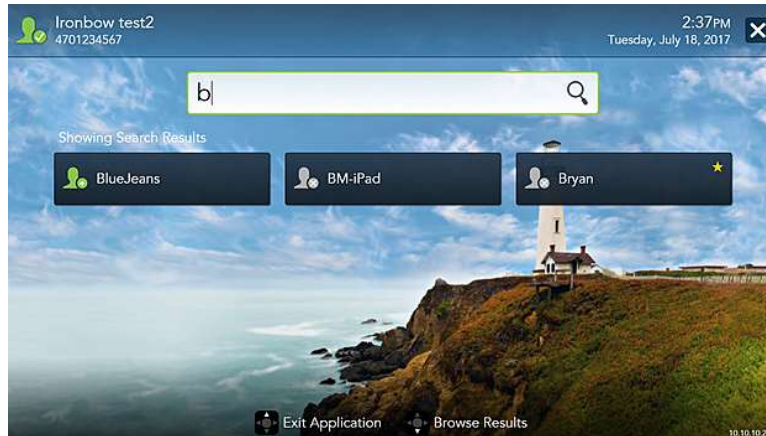 Ironbow test2
4701234567
2:37PM
Tuesday, July 18, 2017
b
Showing Search Results
BlueJeans
BM-iPad
Bryan
Exit Application
Browse Results